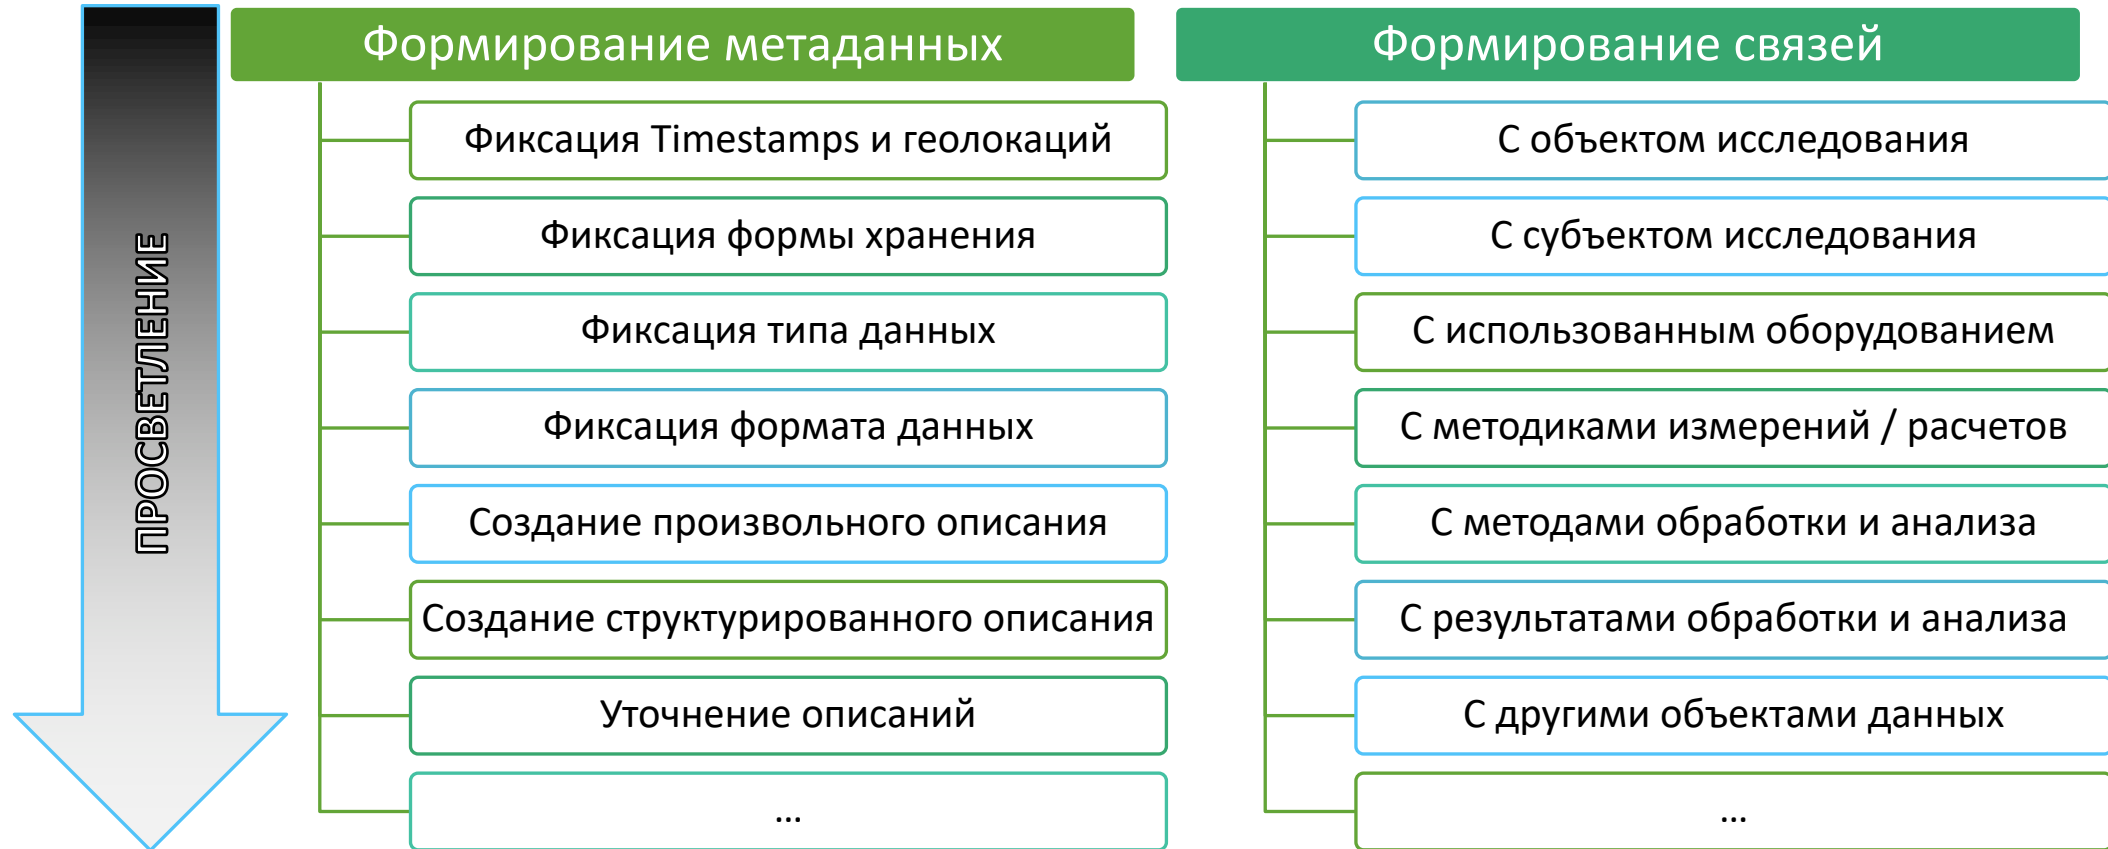 ПРОСВЕТЛЕНИЕ
Формирование метаданных
Фиксация Timestamps и геолокаций
Фиксация формы хранения
Фиксация типа данных
Фиксация формата данных
Создание произвольного описания
Создание структурированного описания
Уточнение описаний
...
Формирование связей
С объектом исследования
С субъектом исследования
С использованным оборудованием
С методиками измерений / расчетов
С методами обработки и анализа
С результатами обработки и анализа
С другими объектами данных
...